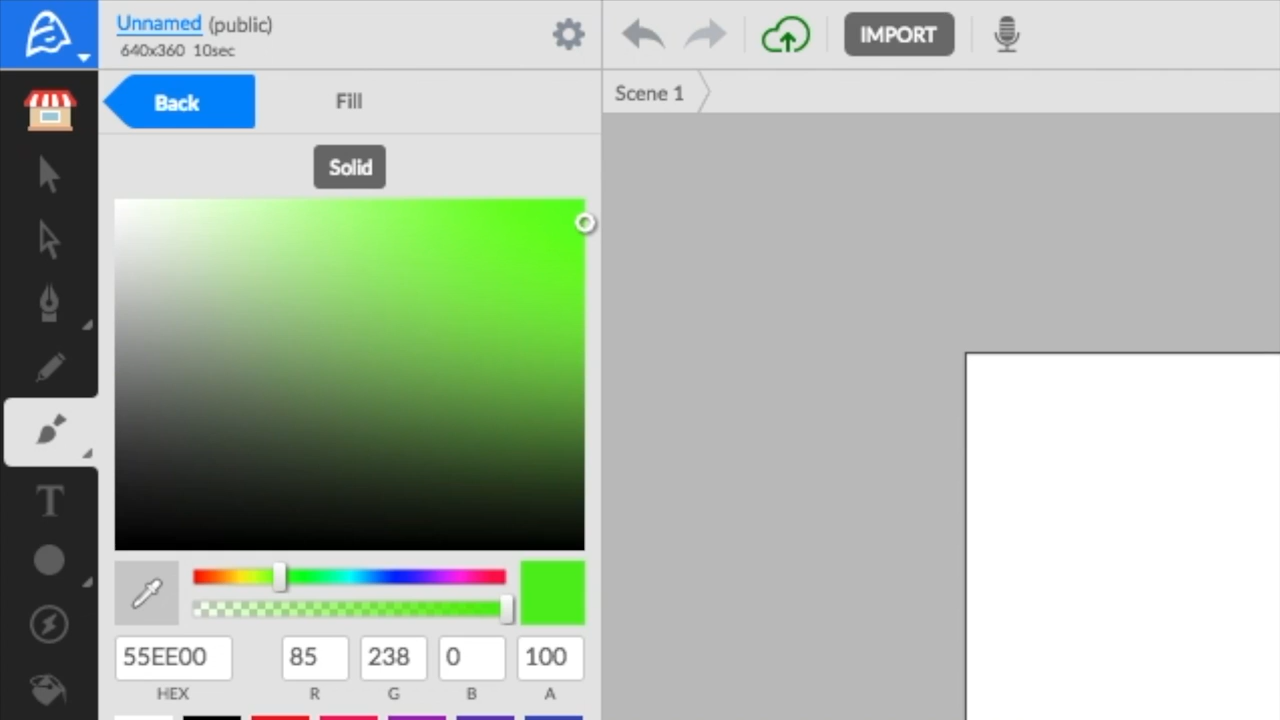 Unnamed (public)
640x360 10sec
IMPORT
Back
Fill
Scene 1
Solid
T
55EE00 85 238 0 100
HEX R G B A